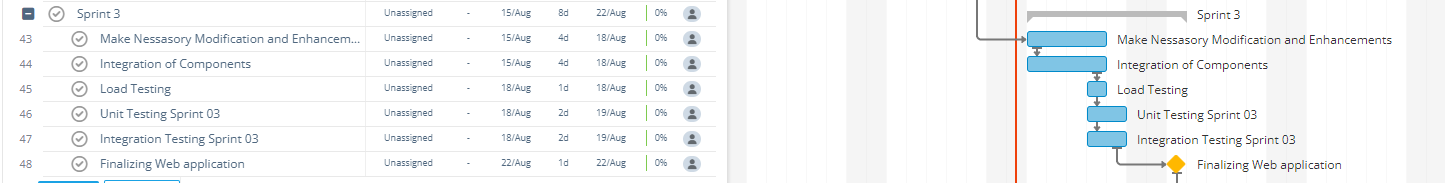 Sprint 3 Unassigned - 15/Aug 8d 22/Aug 0% Sprint 3
43 Make Nessasory Modification and Enhancem... Unassigned - 15/Aug 4d 18/Aug 0% Make Nessasory Modification and Enhancements
44 Integration of Components Unassigned - 15/Aug 4d 18/Aug 0% Integration of Components
45 Load Testing Unassigned - 18/Aug 1d 18/Aug 0% Load Testing
46 Unit Testing Sprint 03 Unassigned - 18/Aug 2d 19/Aug 0% Unit Testing Sprint 03
47 Integration Testing Sprint 03 Unassigned - 18/Aug 2d 19/Aug 0% Integration Testing Sprint 03
48 Finalizing Web application Unassigned - 22/Aug 1d 22/Aug 0% Finalizing Web application